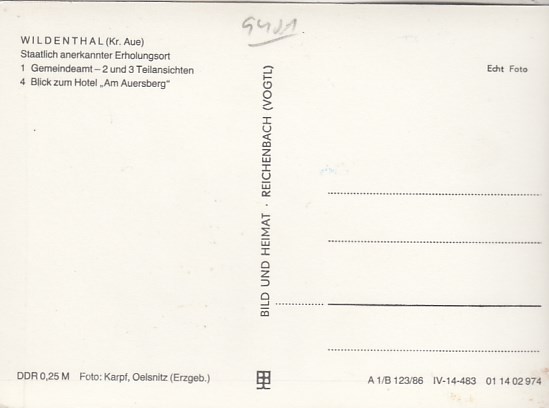 9481
WILDENTHAL (Kr. Aue)
Staatlich anerkannter Erholungsort
1 Gemeindeamt – 2 und 3 Teilansichten
4 Blick zum Hotel „Am Auersberg“
Echt Foto
BILD UND HEIMAT · REICHENBACH (VOGTL)
DDR 0,25 M Foto: Karpf, Oelsnitz (Erzgeb.)
A 1/B 123/86 IV-14-483 01 14 02 974